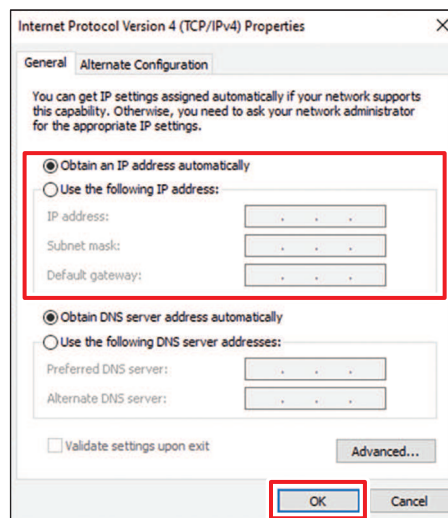 Internet Protocol Version 4 (TCP/IPv4) Properties
General
Alternate Configuration
You can get IP settings assigned automatically if your network supports
this capability. Otherwise, you need to ask your network administrator
for the appropriate IP settings.
Obtain an IP address automatically
Use the following IP address:
IP address:
Subnet mask:
Default gateway:
Obtain DNS server address automatically
Use the following DNS server addresses:
Preferred DNS server:
Alternate DNS server:
Validate settings upon exit
Advanced...
OK
Cancel